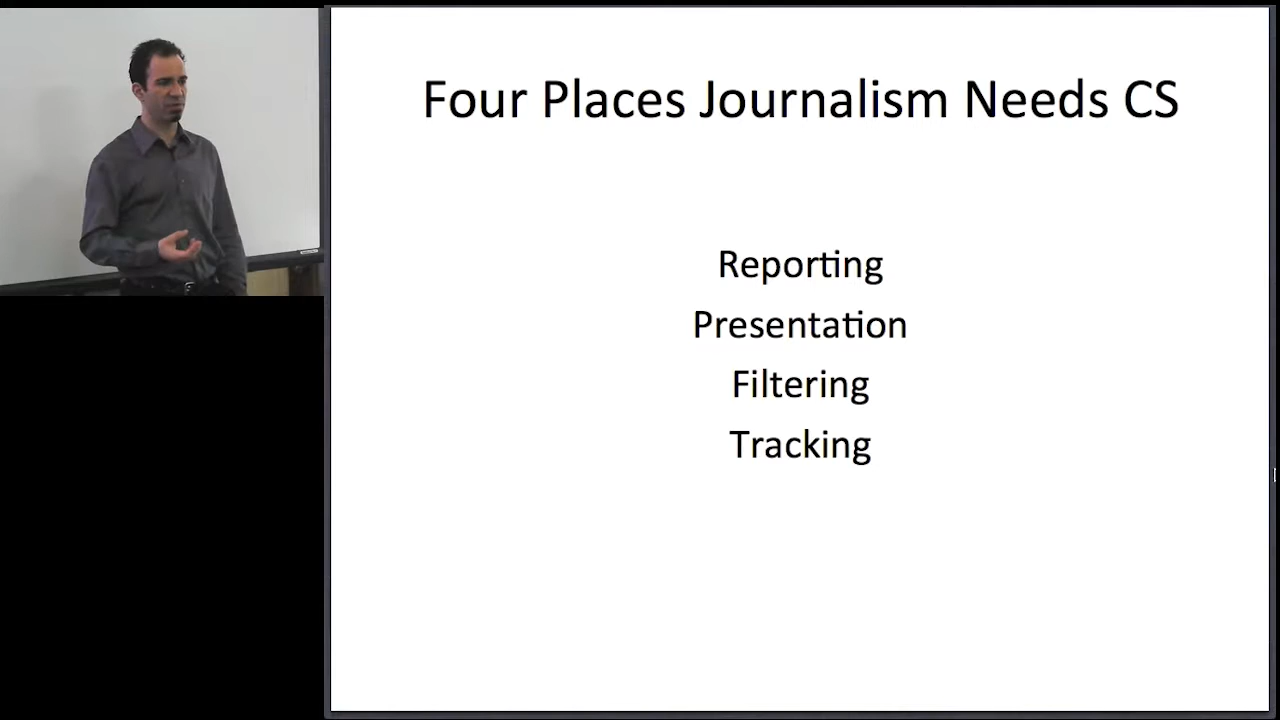 Four Places Journalism Needs CS
Reporting
Presentation
Filtering
Tracking